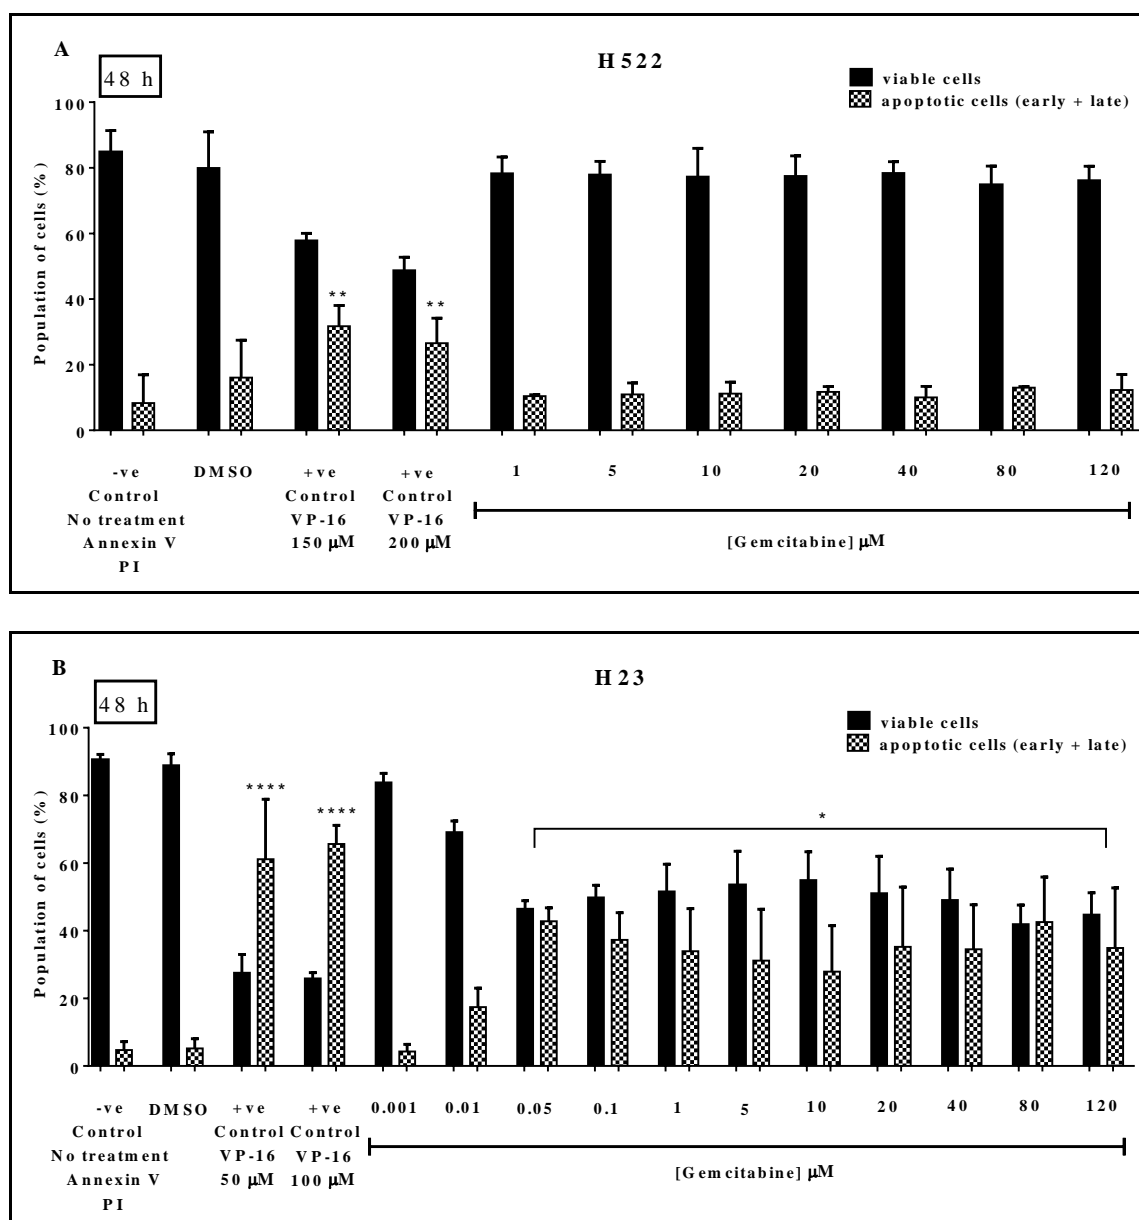 A
48 h
H522
viable cells
apoptotic cells (early + late)
Population of cells (%)
100
80
60
40
20
0
**
**
-ve
Control
No treatment
Annexin V
PI
DMSO
+ve
Control
VP-16
150 µM
+ve
Control
VP-16
200 µM
1 5 10 20 40 80 120
[Gemcitabine] µM
B
48 h
H23
viable cells
apoptotic cells (early + late)
Population of cells (%)
100
80
60
40
20
0
****
****
*
-ve
Control
No treatment
Annexin V
PI
DMSO
+ve
Control
VP-16
50 µM
+ve
Control
VP-16
100 µM
0.001 0.01 0.05 0.1 1 5 10 20 40 80 120
[Gemcitabine] µM